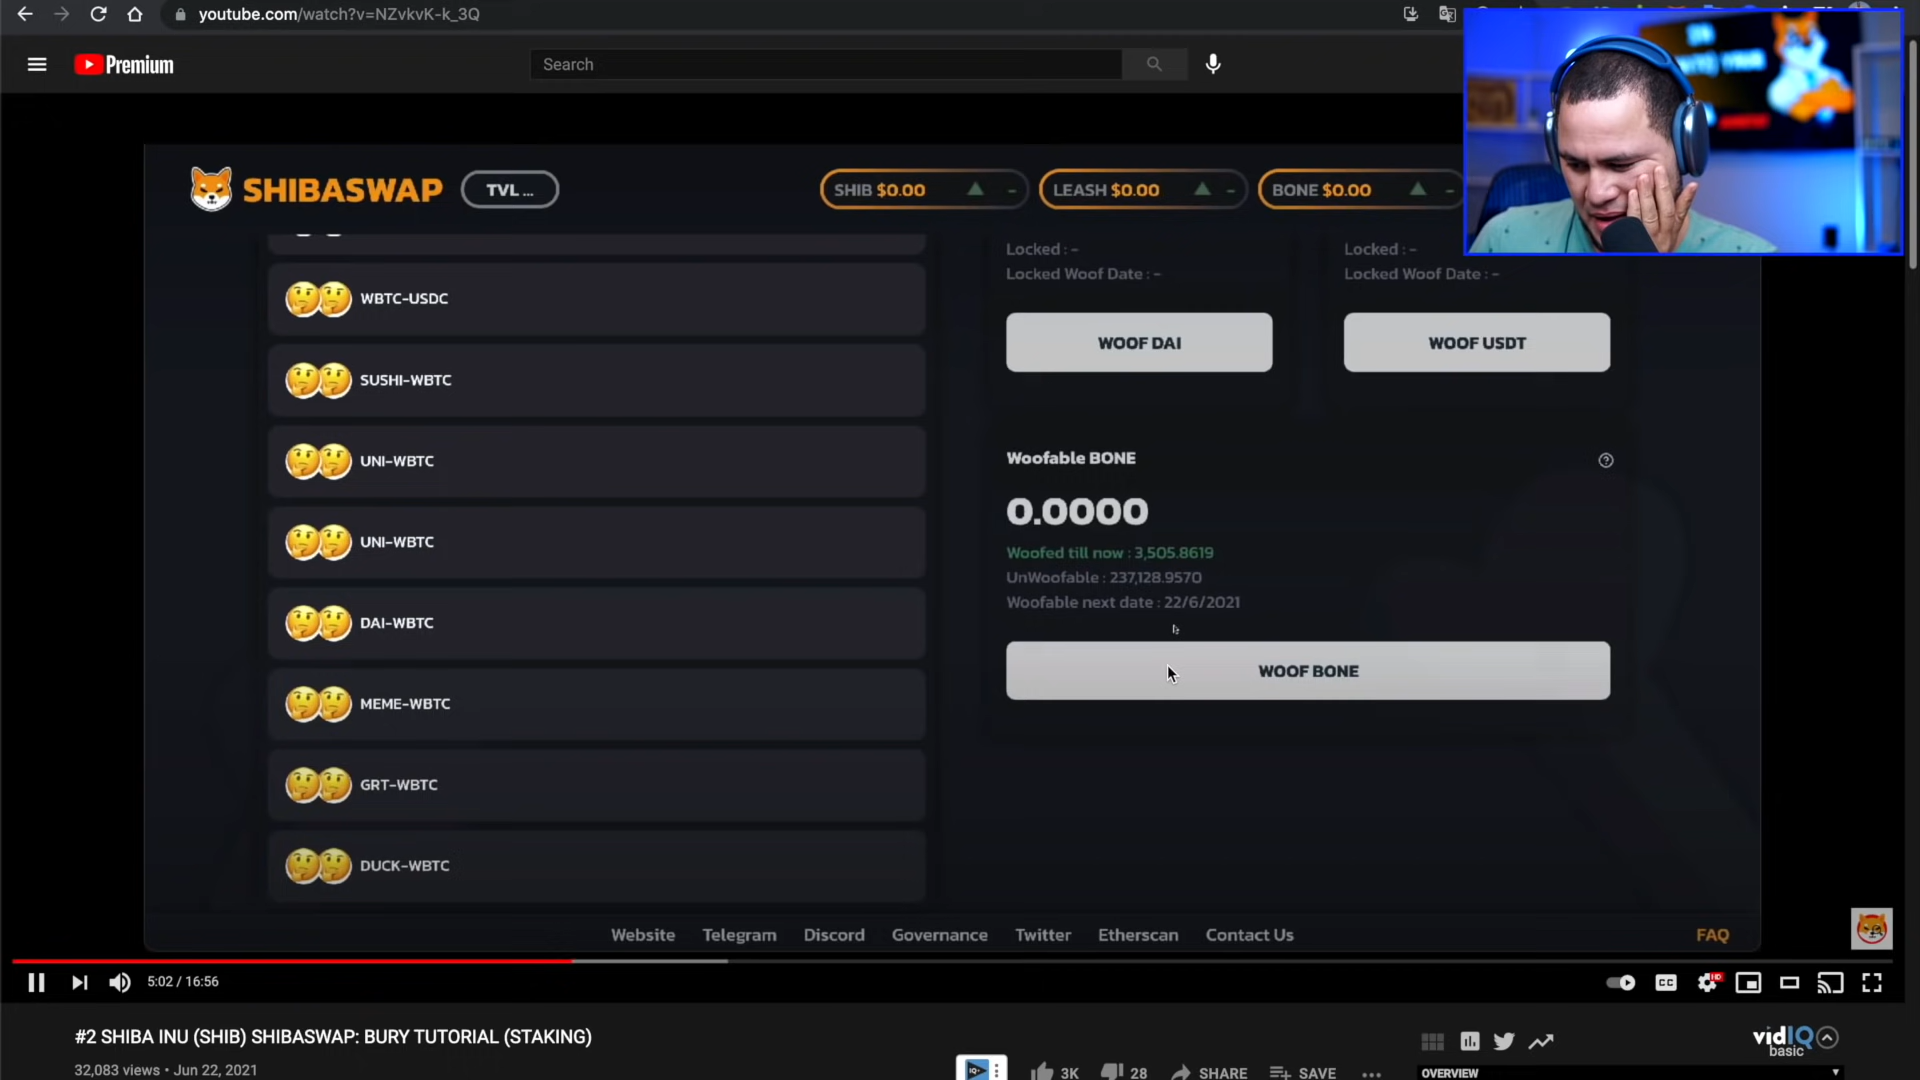 youtube.com/watch?v=NZvkvK-k_3Q
Premium
Search
SHIBASWAP
TVL ...
SHIB $0.00 -
LEASH $0.00 -
BONE $0.00 -
Locked : -
Locked Woof Date : -
Locked : -
Locked Woof Date : -
WBTC-USDC
WOOF DAI
WOOF USDT
SUSHI-WBTC
UNI-WBTC
Woofable BONE
0.0000
UNI-WBTC
Woofed till now : 3,505.8619
UnWoofable : 237,128.9570
Woofable next date : 22/6/2021
DAI-WBTC
WOOF BONE
MEME-WBTC
GRT-WBTC
DUCK-WBTC
Website Telegram Discord Governance Twitter Etherscan Contact Us
FAQ
5:02 / 16:56
CC
HD
#2 SHIBA INU (SHIB) SHIBASWAP: BURY TUTORIAL (STAKING)
32,083 views • Jun 22, 2021
3K
28
SHARE
SAVE
...
vidIQ
basic
OVERVIEW